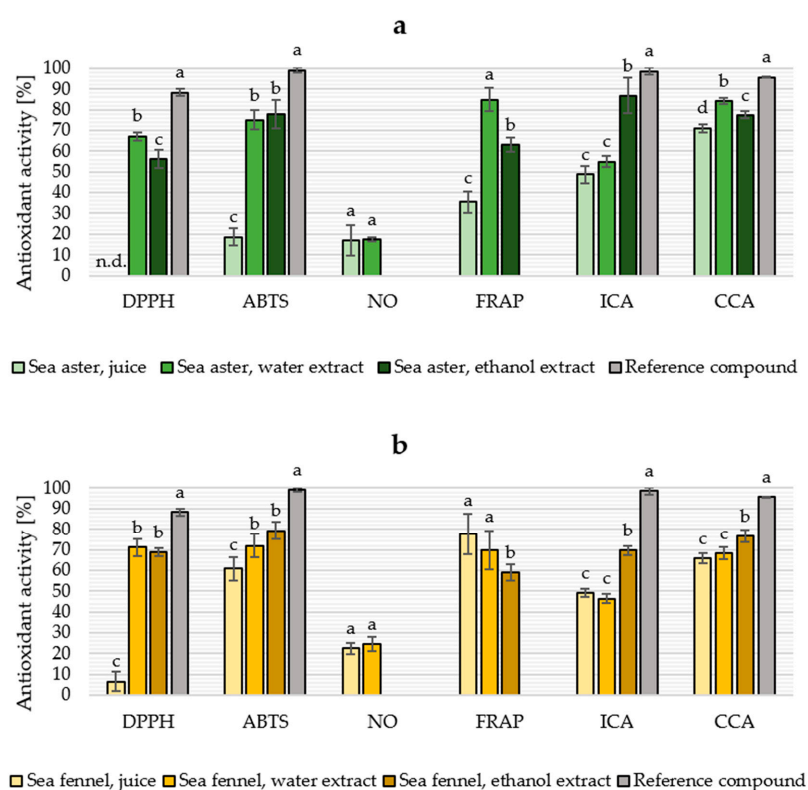 a
Antioxidant activity [%]
100
90
80
70
60
50
40
30
20
10
0
n.d.
b c a
c b b a
a a
c a b
c c b a
d b c a
DPPH ABTS NO FRAP ICA CCA
Sea aster, juice Sea aster, water extract Sea aster, ethanol extract Reference compound
b
Antioxidant activity [%]
100
90
80
70
60
50
40
30
20
10
0
c b b a
c b b a
a a
a a b
c c b a
c c b a
DPPH ABTS NO FRAP ICA CCA
Sea fennel, juice Sea fennel, water extract Sea fennel, ethanol extract Reference compound